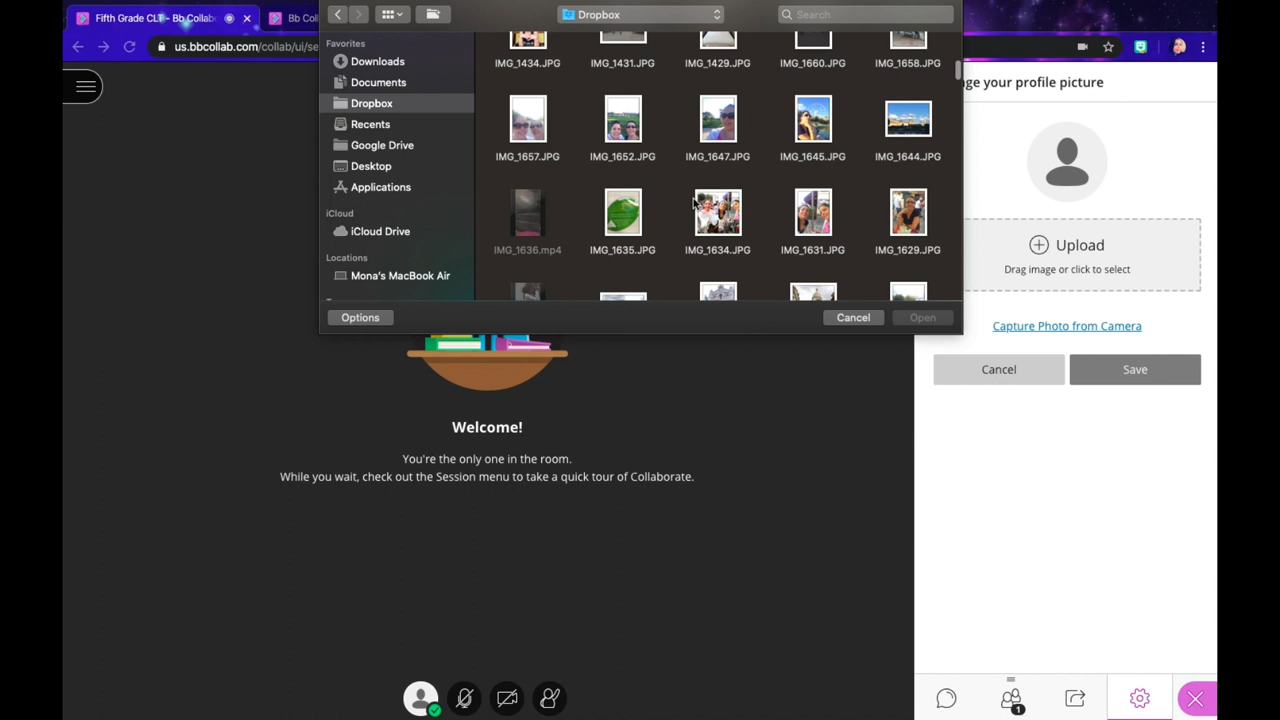 Fifth Grade CLT - Bb Collab
Bb Coll
us.bbcollab.com/collab/ui/se
Dropbox
Search
Favorites
Downloads
Documents
Dropbox
Recents
Google Drive
Desktop
Applications
iCloud
iCloud Drive
Locations
Mona's MacBook Air
IMG_1434.JPG IMG_1431.JPG IMG_1429.JPG IMG_1660.JPG IMG_1658.JPG
IMG_1657.JPG IMG_1652.JPG IMG_1647.JPG IMG_1645.JPG IMG_1644.JPG
IMG_1636.mp4 IMG_1635.JPG IMG_1634.JPG IMG_1631.JPG IMG_1629.JPG
Options Cancel Open
Welcome!
You're the only one in the room.
While you wait, check out the Session menu to take a quick tour of Collaborate.
ge your profile picture
Upload
Drag image or click to select
Capture Photo from Camera
Cancel Save
1